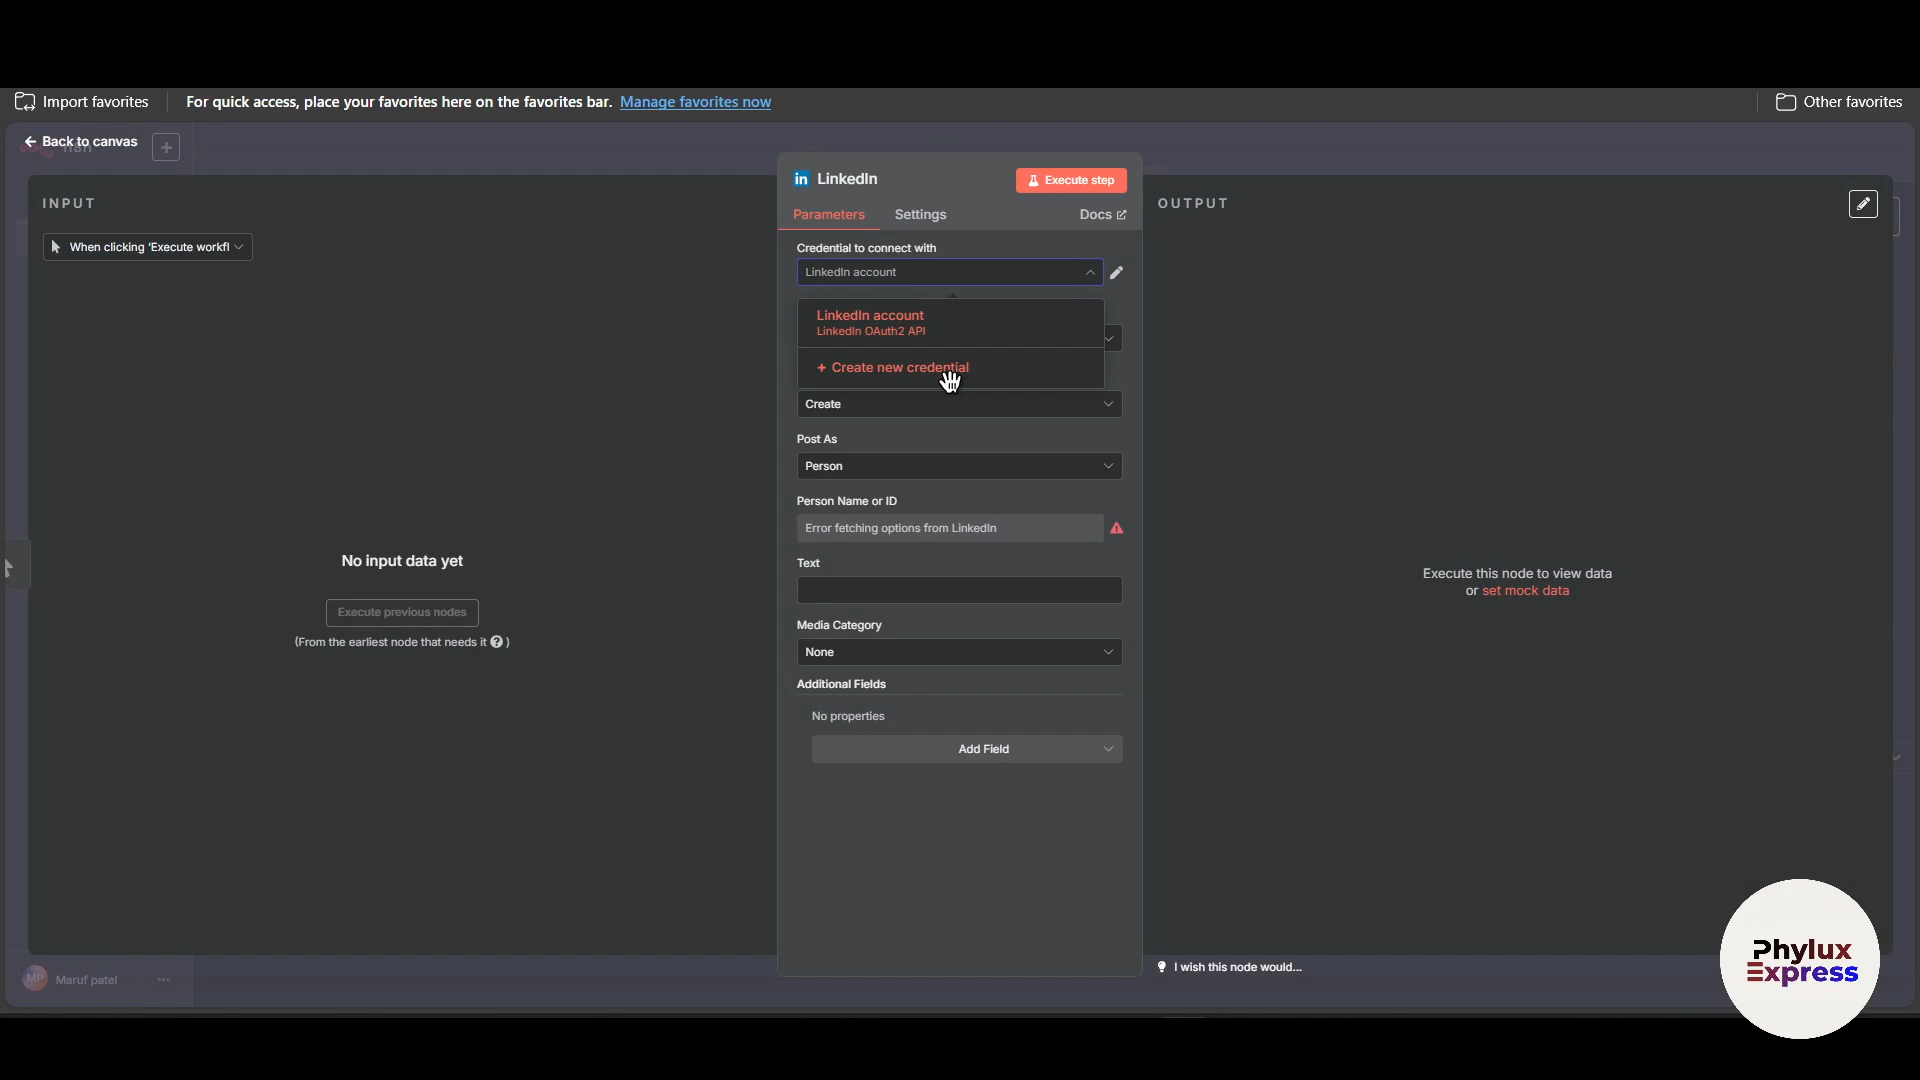 Import favorites
For quick access, place your favorites here on the favorites bar. Manage favorites now
Other favorites
Back to canvas
n8n
LinkedIn
Execute step
INPUT
OUTPUT
Parameters
Settings
Docs
When clicking ‘Execute workfl
Credential to connect with
LinkedIn account
LinkedIn account
LinkedIn OAuth2 API
+ Create new credential
Create
Post As
Person
Person Name or ID
Error fetching options from LinkedIn
Text
No input data yet
Execute previous nodes
(From the earliest node that needs it ? )
Execute this node to view data
or set mock data
Media Category
None
Additional Fields
No properties
Add Field
I wish this node would...
MP
Maruf patel
Phylux
Express